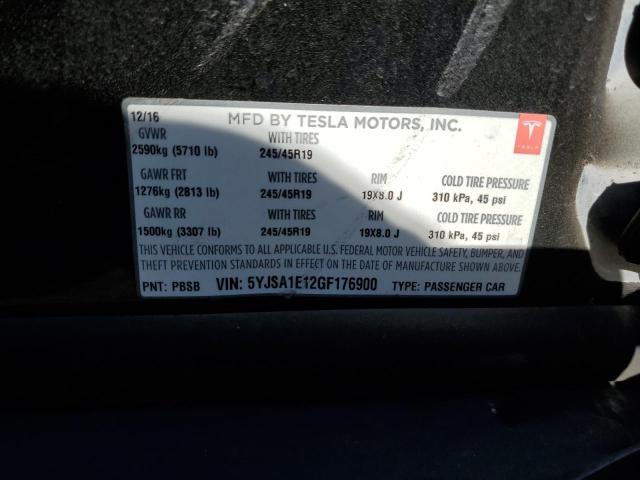 12/16 MFD BY TESLA MOTORS, INC.
GVWR WITH TIRES
2590kg (5710 lb) 245/45R19
TESLA
GAWR FRT WITH TIRES RIM COLD TIRE PRESSURE
1276kg (2813 lb) 245/45R19 19X8.0 J 310 kPa, 45 psi
GAWR RR WITH TIRES RIM COLD TIRE PRESSURE
1500kg (3307 lb) 245/45R19 19X8.0 J 310 kPa, 45 psi
THIS VEHICLE CONFORMS TO ALL APPLICABLE U.S. FEDERAL MOTOR VEHICLE SAFETY, BUMPER, AND
THEFT PREVENTION STANDARDS IN EFFECT ON THE DATE OF MANUFACTURE SHOWN ABOVE.
PNT: PBSB VIN: 5YJSA1E12GF176900 TYPE: PASSENGER CAR